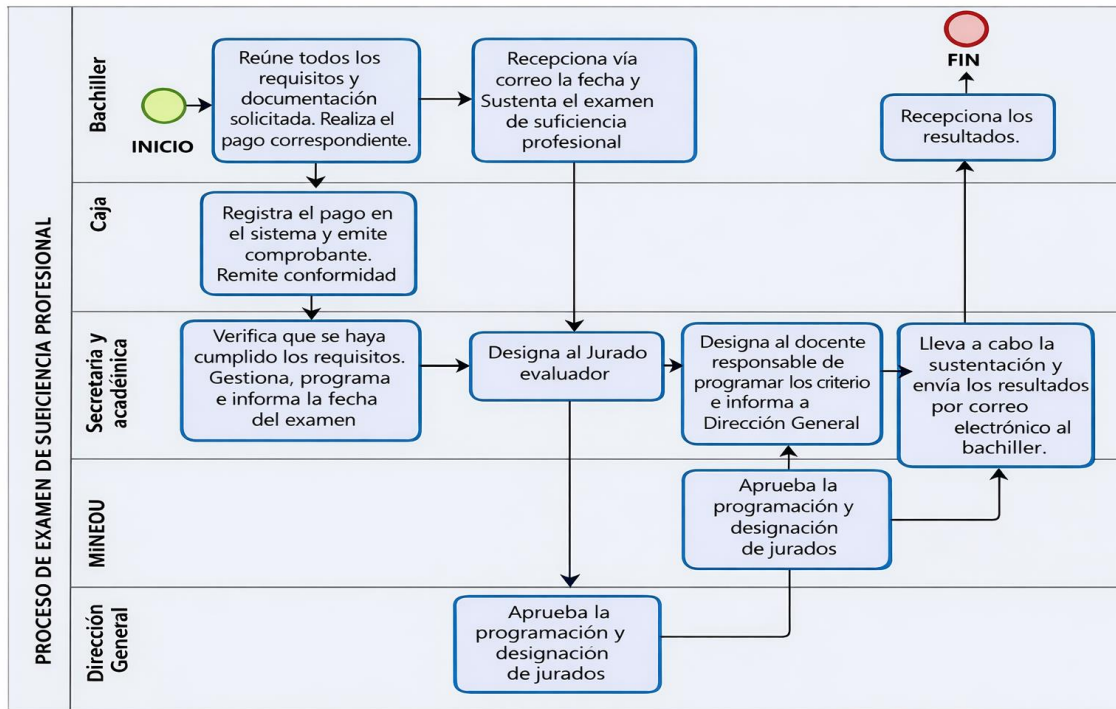 PROCESO DE EXAMEN DE SUEICIENCIA PROFESIONAL
Bachiller
INICIO
Reúne todos los
requisitos y
documentación
solicitada. Realiza el
pago correspondiente.
Recepciona vía
correo la fecha y
Sustenta el examen
de suficiencia
profesional
FIN
Recepciona los
resultados.
Caja
Registra el pago en
el sistema y emite
comprobante.
Remite conformidad
Secretaria y
académinica
Verifica que se haya
cumplido los requisitos.
Gestiona, programa
e informa la fecha
del examen
Designa al Jurado
evaluador
Designa al docente
responsable de
programar los criterio
e informa a
Dirección General
Lleva a cabo la
sustentación y
envía los resultados
por correo
electrónico al
bachiller.
MiNEOU
Aprueba la
programación y
designación
de jurados
Dirección
General
Aprueba la
programación y
designación
de jurados